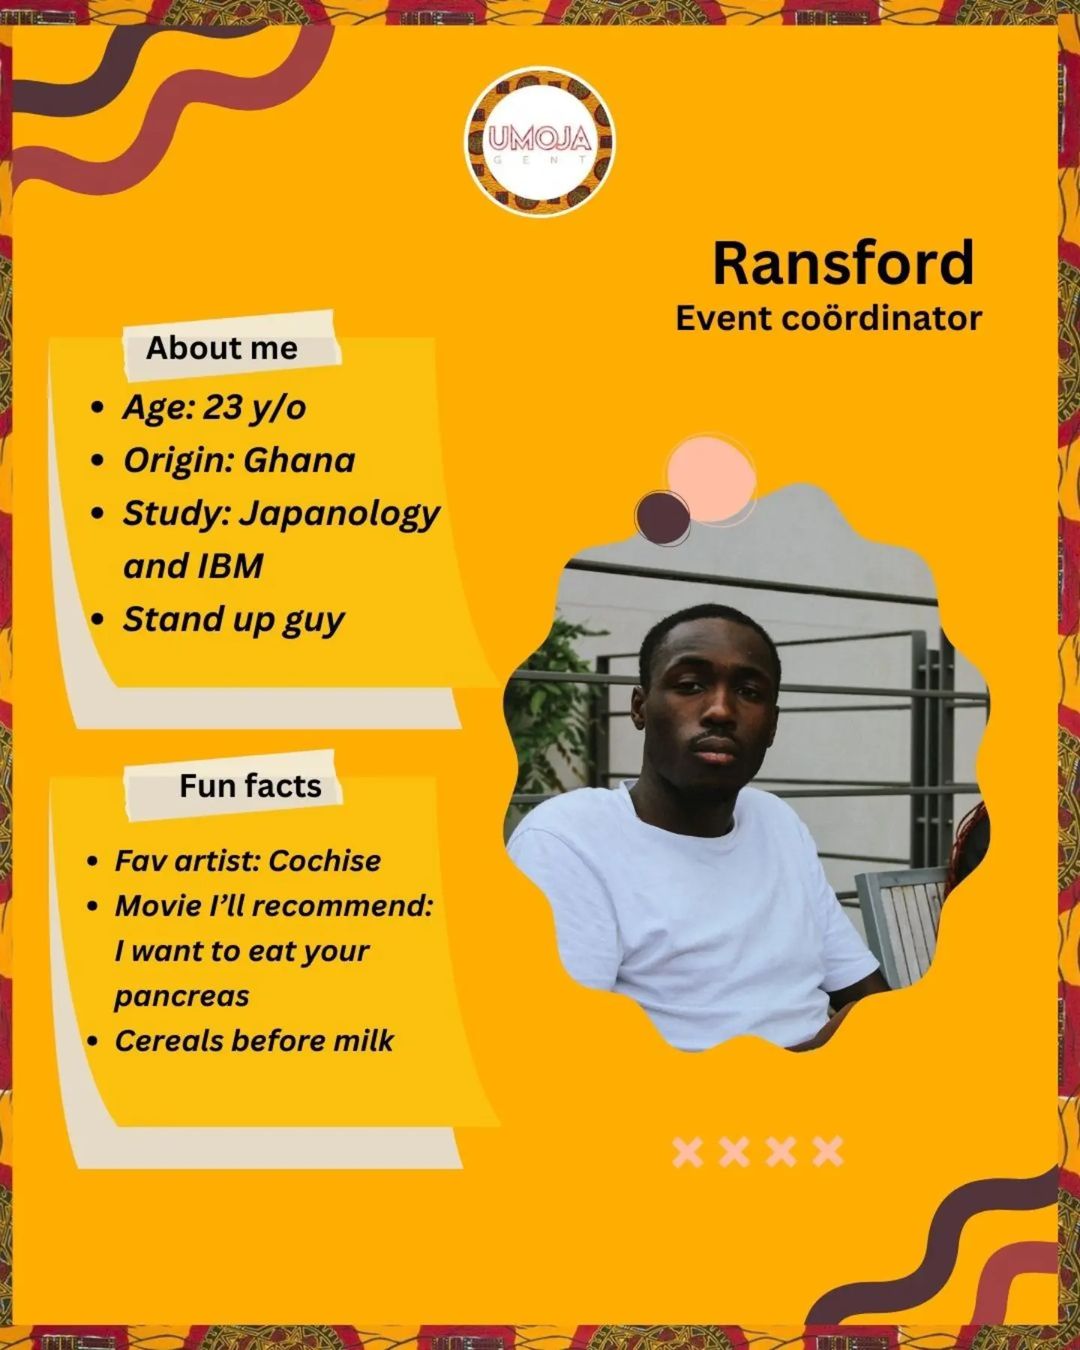 UMOJA
GENT
Ransford
Event coördinator
About me
• Age: 23 y/o
• Origin: Ghana
• Study: Japanology
and IBM
• Stand up guy
Fun facts
• Fav artist: Cochise
• Movie I’ll recommend:
I want to eat your
pancreas
• Cereals before milk